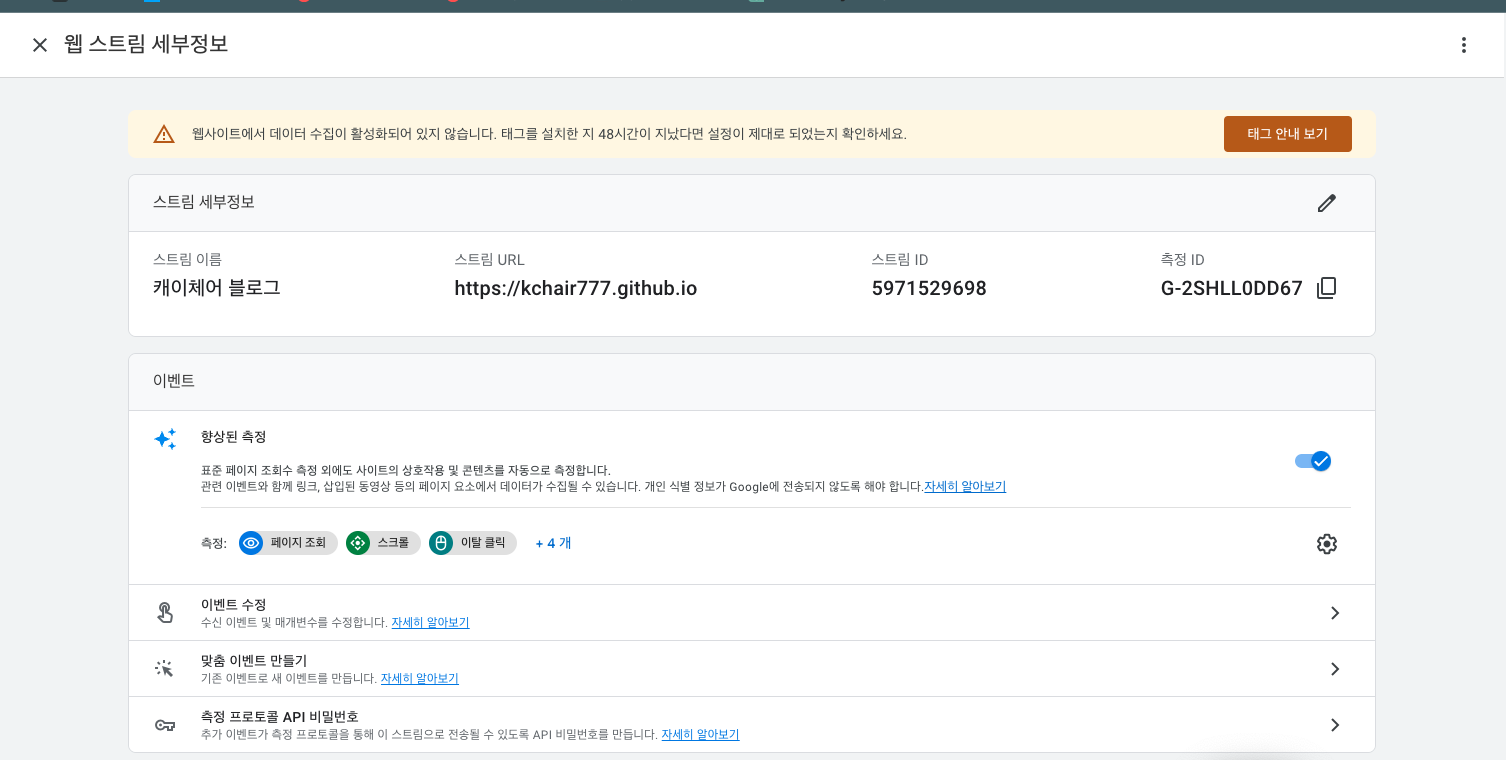 웹 스트림 세부정보
웹사이트에서 데이터 수집이 활성화되어 있지 않습니다. 태그를 설치한 지 48시간이 지났다면 설정이 제대로 되었는지 확인하세요.
태그 안내 보기
스트림 세부정보
스트림 이름
스트림 URL
스트림 ID
측정 ID
캐이체어 블로그
https://kchair777.github.io
5971529698
G-2SHLL0DD67
이벤트
향상된 측정
표준 페이지 조회수 측정 외에도 사이트의 상호작용 및 콘텐츠를 자동으로 측정합니다.
관련 이벤트와 함께 링크, 삽입된 동영상 등의 페이지 요소에서 데이터가 수집될 수 있습니다. 개인 식별 정보가 Google에 전송되지 않도록 해야 합니다.자세히 알아보기
측정: 페이지 조회 스크롤 이탈 클릭 + 4 개
이벤트 수정
수신 이벤트 및 매개변수를 수정합니다. 자세히 알아보기
맞춤 이벤트 만들기
기존 이벤트로 새 이벤트를 만듭니다. 자세히 알아보기
측정 프로토콜 API 비밀번호
추가 이벤트가 측정 프로토콜을 통해 이 스트림으로 전송될 수 있도록 API 비밀번호를 만듭니다. 자세히 알아보기